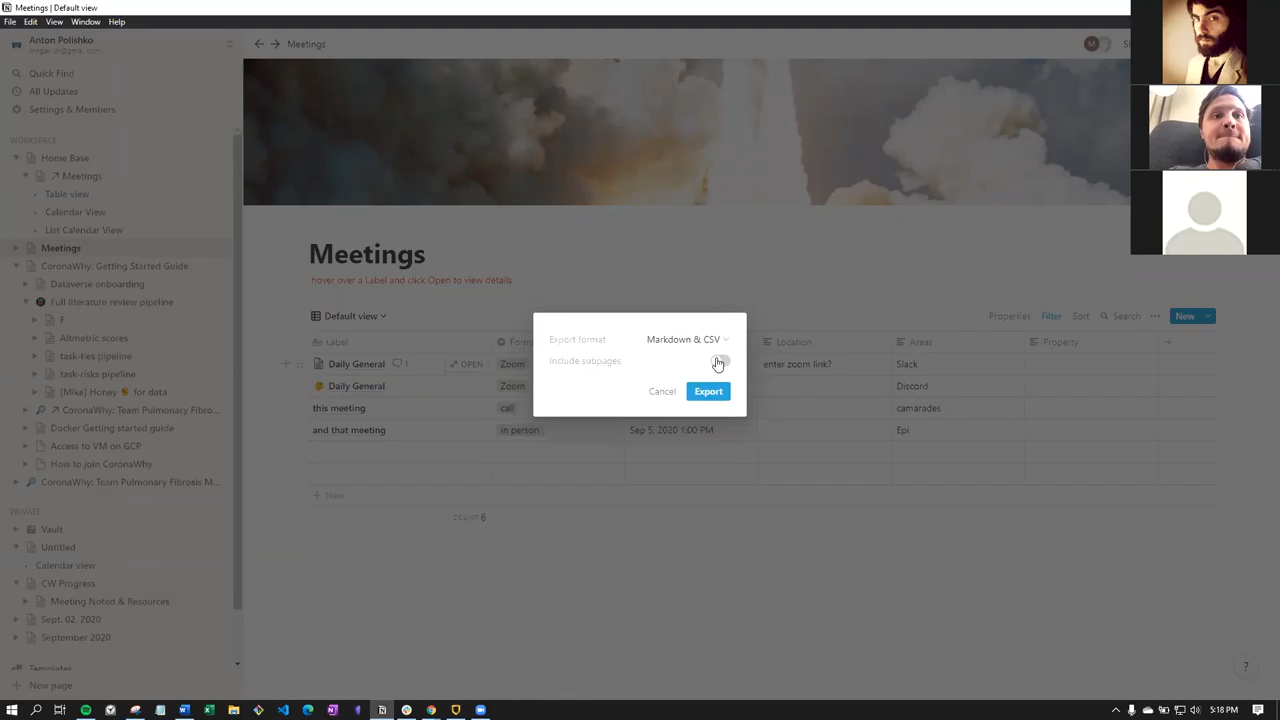 Meetings | Default view
File Edit View Window Help
Anton Polishko
Quick Find
All Updates
Settings & Members
WORKSPACE
Home Base
Meetings
Table view
Calendar View
List Calendar View
Meetings
CoronaWhy: Getting Started Guide
Dataverse onboarding
Full literature review pipeline
F
Altmetric scores
task-ties pipeline
task-risks pipeline
[Mike] Honey 🍯 for data
CoronaWhy: Team Pulmonary Fibro...
Docker Getting started guide
Access to VM on GCP
How to join CoronaWhy
CoronaWhy: Team Pulmonary Fibrosis M...
PRIVATE
Vault
Untitled
Calendar view
CW Progress
Meeting Noted & Resources
Sept. 02. 2020
September 2020
Templates
New page
Meetings
M
Meetings
hover over a Label and click Open to view details
Default view
Properties Filter Sort Search New
Label Location Areas Property
Daily General 1 OPEN Zoom enter zoom link? Slack
Daily General Zoom Discord
this meeting call camarades
and that meeting in person Sep 5, 2020 1:00 PM Epi
New
COUNT 6
Export format Markdown & CSV
Include subpages
Cancel Export
?
5:18 PM